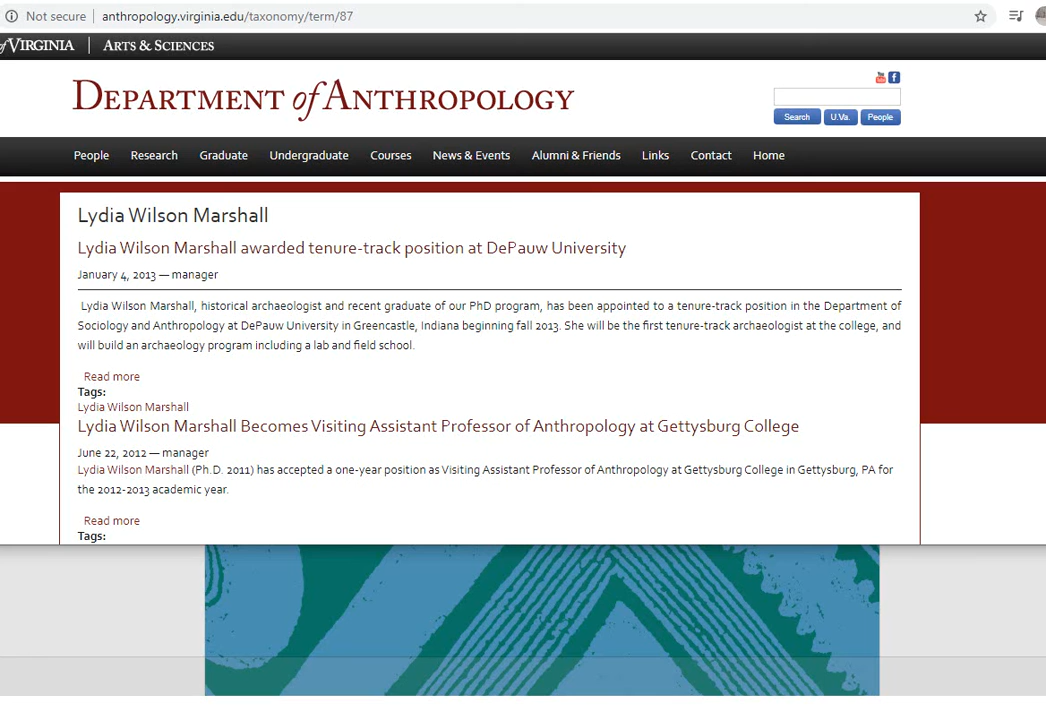 Not secure | anthropology.virginia.edu/taxonomy/term/87
of VIRGINIA | ARTS & SCIENCES
DEPARTMENT of ANTHROPOLOGY
Search U.Va. People
People Research Graduate Undergraduate Courses News & Events Alumni & Friends Links Contact Home
Lydia Wilson Marshall
Lydia Wilson Marshall awarded tenure-track position at DePauw University
January 4, 2013 — manager
Lydia Wilson Marshall, historical archaeologist and recent graduate of our PhD program, has been appointed to a tenure-track position in the Department of
Sociology and Anthropology at DePauw University in Greencastle, Indiana beginning fall 2013. She will be the first tenure-track archaeologist at the college, and
will build an archaeology program including a lab and field school.
Read more
Tags:
Lydia Wilson Marshall
Lydia Wilson Marshall Becomes Visiting Assistant Professor of Anthropology at Gettysburg College
June 22, 2012 — manager
Lydia Wilson Marshall (Ph.D. 2011) has accepted a one-year position as Visiting Assistant Professor of Anthropology at Gettysburg College in Gettysburg, PA for
the 2012-2013 academic year.
Read more
Tags: